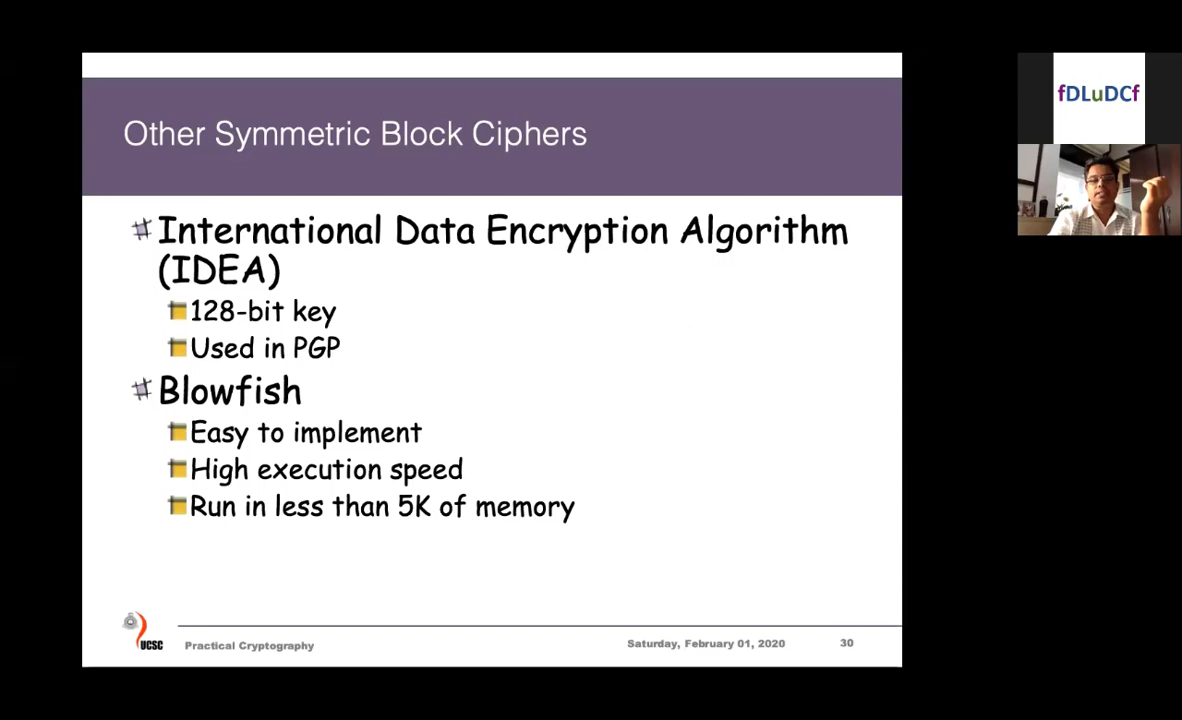 Other Symmetric Block Ciphers
International Data Encryption Algorithm
(IDEA)
128-bit key
Used in PGP
Blowfish
Easy to implement
High execution speed
Run in less than 5K of memory
UCSC
Practical Cryptography
Saturday, February 01, 2020
30
fDLuDCf